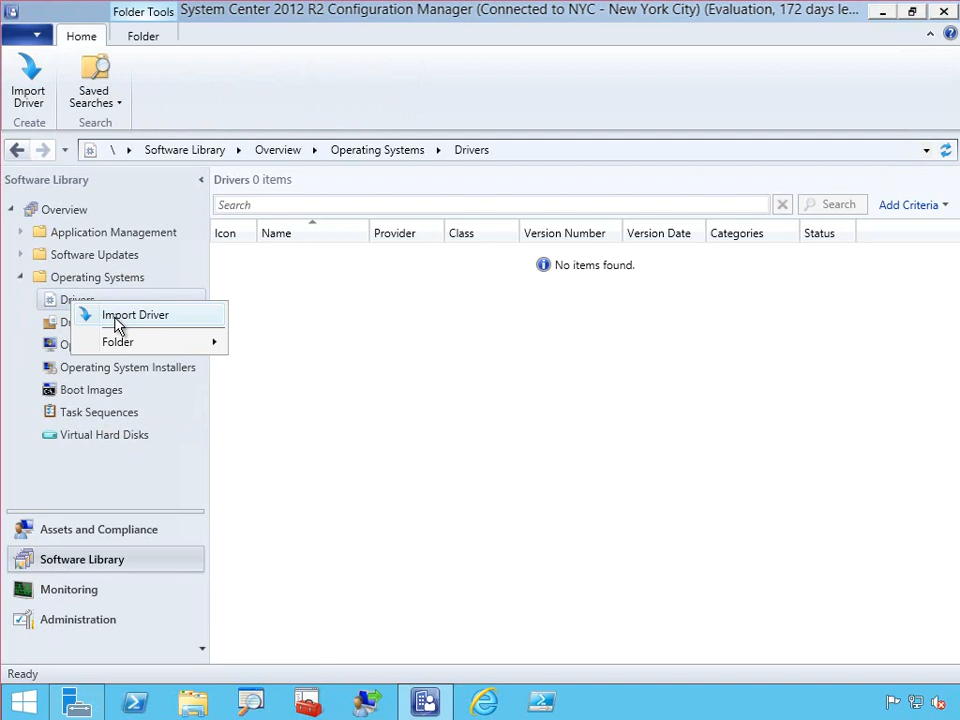 Folder Tools
System Center 2012 R2 Configuration Manager (Connected to NYC - New York City) (Evaluation, 172 days le...
Home
Folder
Import
Driver
Saved
Searches
Create
Search
\ Software Library Overview Operating Systems Drivers
Software Library
Drivers 0 items
Search
Search
Add Criteria
Icon
Name
Provider
Class
Version Number
Version Date
Categories
Status
No items found.
Overview
Application Management
Software Updates
Operating Systems
Import Driver
Folder
Operating System Installers
Boot Images
Task Sequences
Virtual Hard Disks
Assets and Compliance
Software Library
Monitoring
Administration
Ready